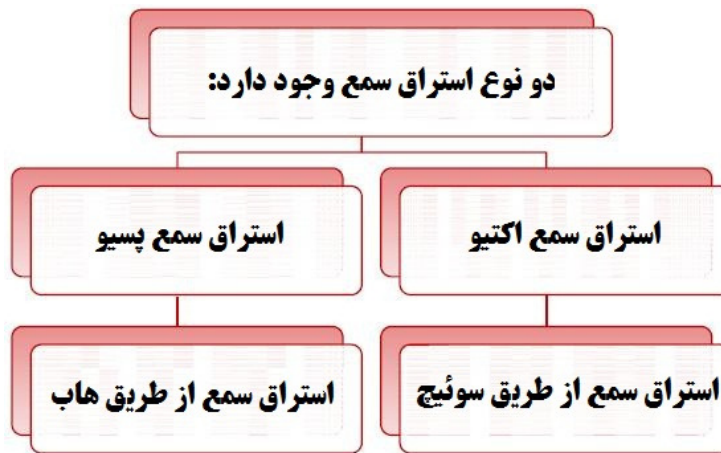 دو نوع استراق سمع وجود دارد:
استراق سمع اکتیو
استراق سمع پسیو
استراق سمع از طریق سوئیچ
استراق سمع از طریق هاب